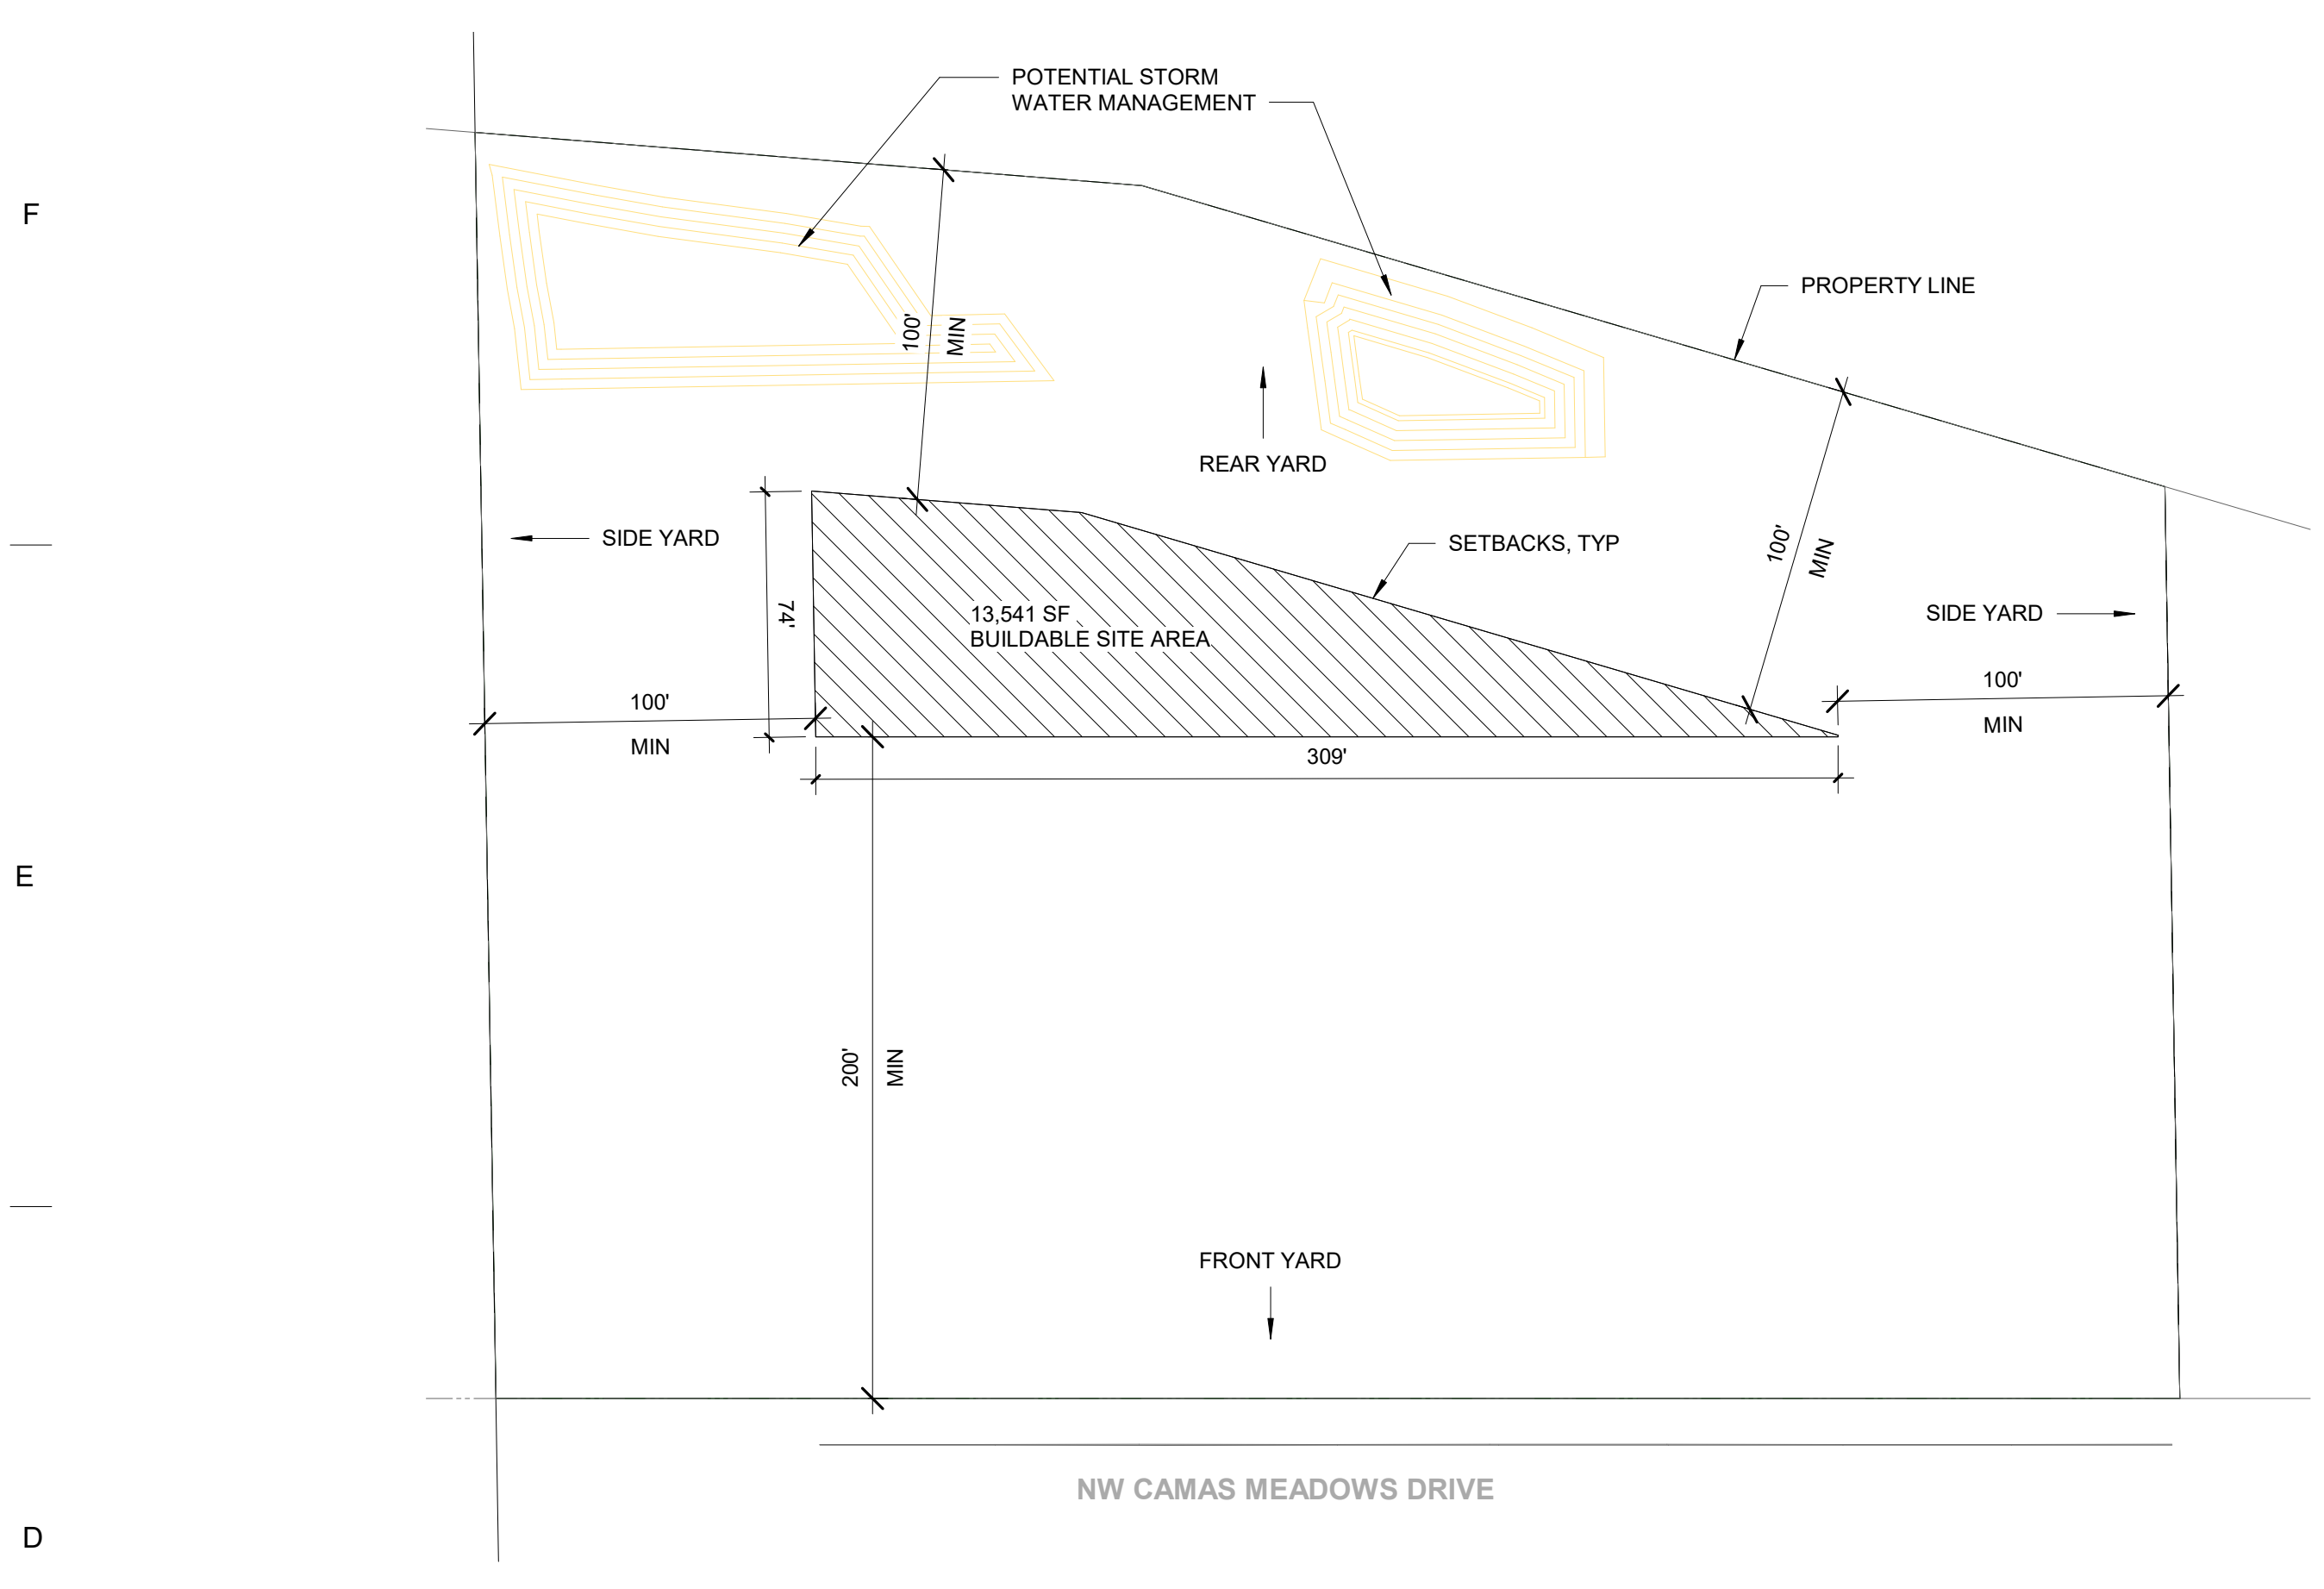 POTENTIAL STORM
WATER MANAGEMENT
F
PROPERTY LINE
100'
MIN
REAR YARD
SIDE YARD
SETBACKS, TYP
100'
MIN
74'
13,541 SF
BUILDABLE SITE AREA
SIDE YARD
100'
MIN
100'
MIN
309'
E
200'
MIN
FRONT YARD
NW CAMAS MEADOWS DRIVE
D